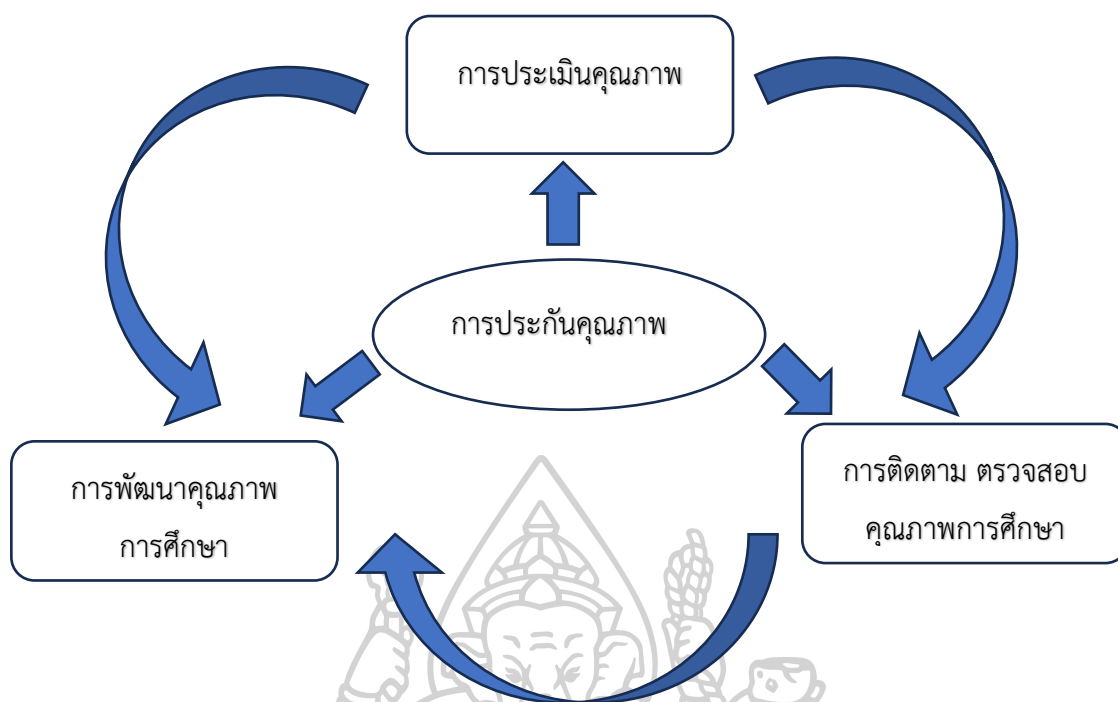 การประเมินคุณภาพ
การประกันคุณภาพ
การพัฒนาคุณภาพ
การศึกษา
การติดตาม ตรวจสอบ
คุณภาพการศึกษา